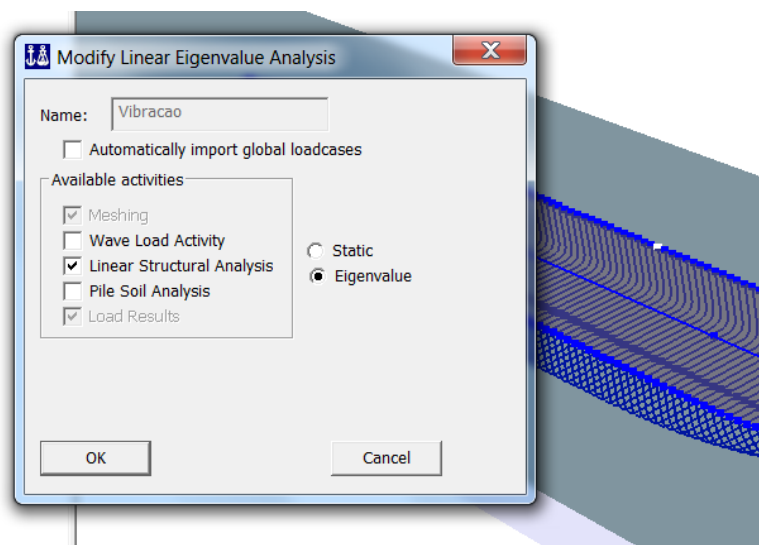 Modify Linear Eigenvalue Analysis
Name: Vibracao
Automatically import global loadcases
Available activities
Meshing
Wave Load Activity
Linear Structural Analysis
Pile Soil Analysis
Load Results
Static
Eigenvalue
OK Cancel